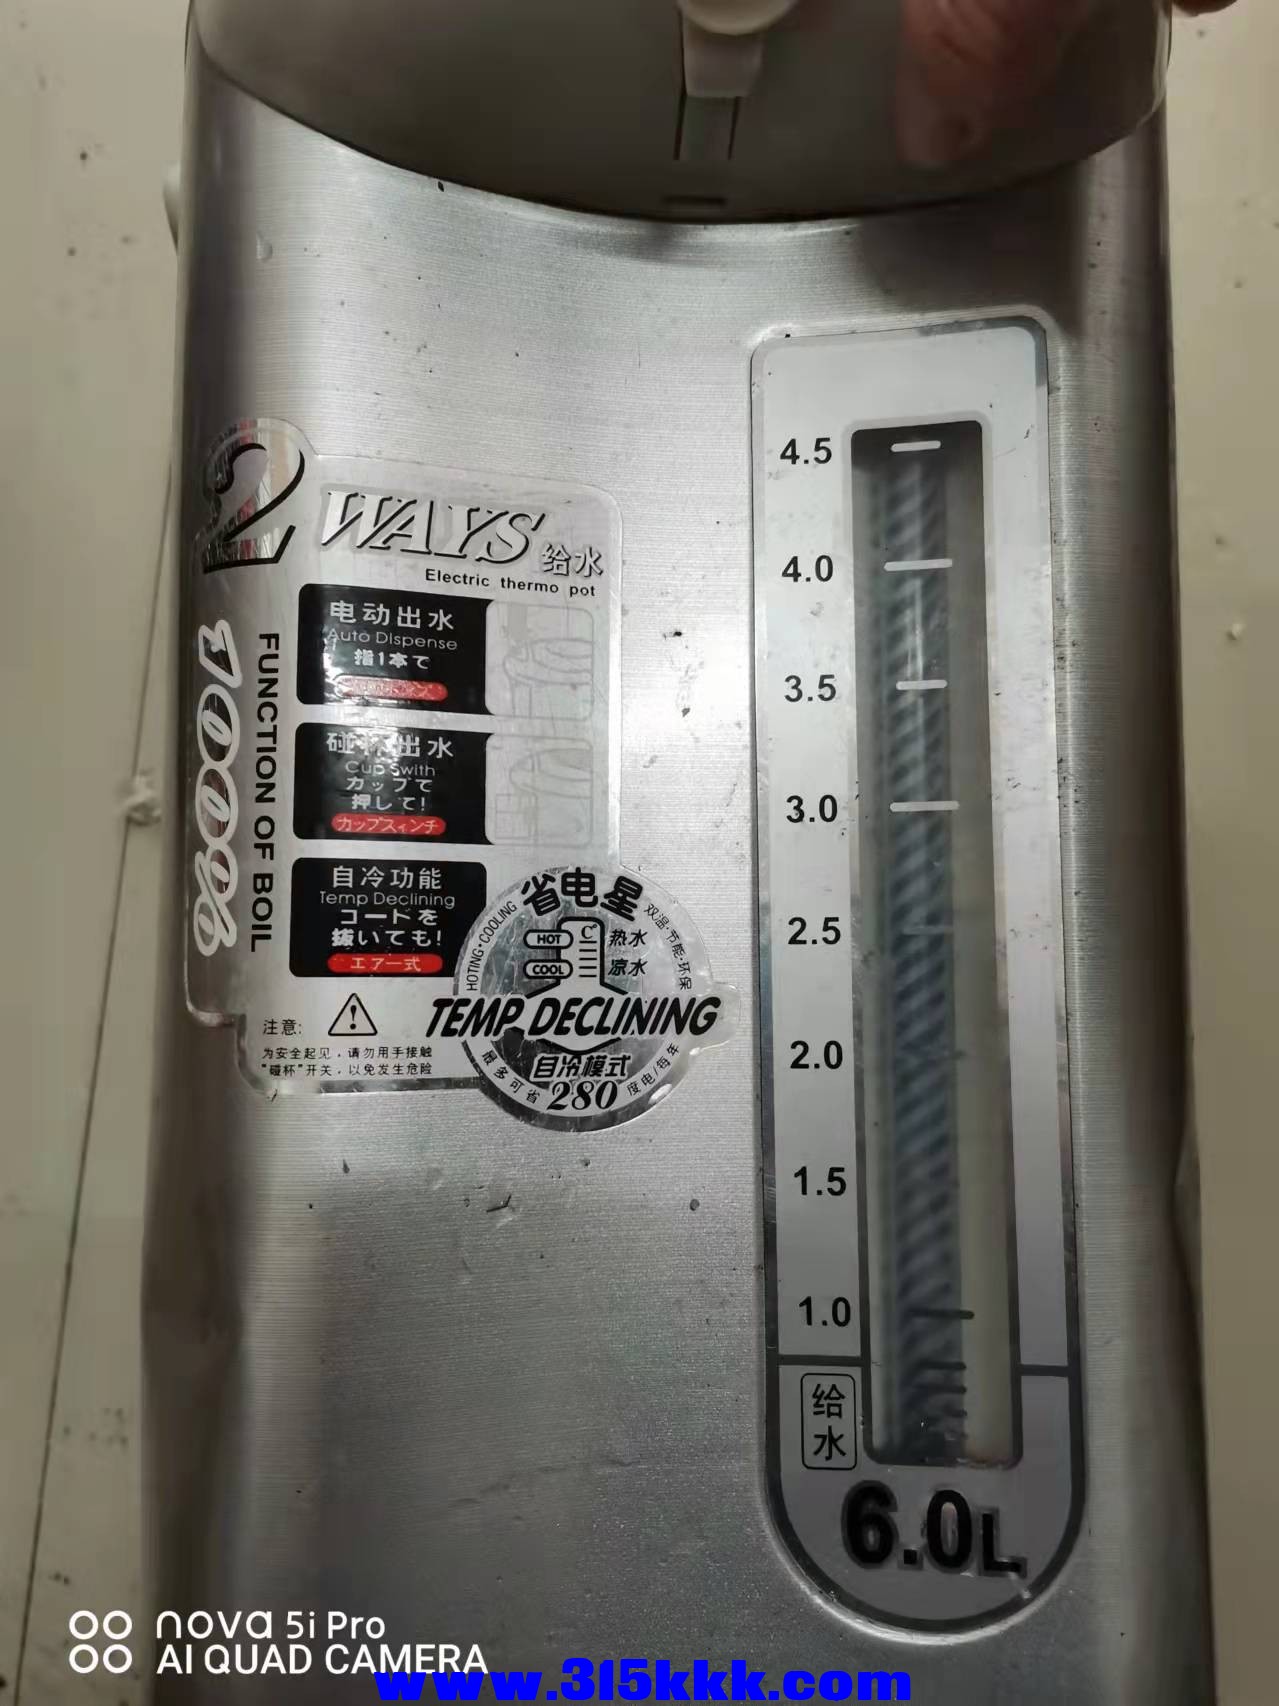 2 WAYS 给水
Electric thermo pot
100%
FUNCTION OF BOIL
电动出水
Auto Dispense
指1本て
碰杯出水
Cup Swith
カップて
押して!
カップスィンチ
自冷功能
Temp Declining
コードを
抜いても!
エアー式
注意:
为安全起见，请勿用手接触
"碰杯"开关，以免发生危险
省电星
HOTING·COOLING
双温·节能·环保
HOT
C°
热水
COOL
凉水
TEMP DECLINING
自冷模式
最多可省
280
度电/每年
4.5
4.0
3.5
3.0
2.5
2.0
1.5
1.0
给
水
6.0L
nova 5i Pro
AI QUAD CAMERA
www.315kkk.com